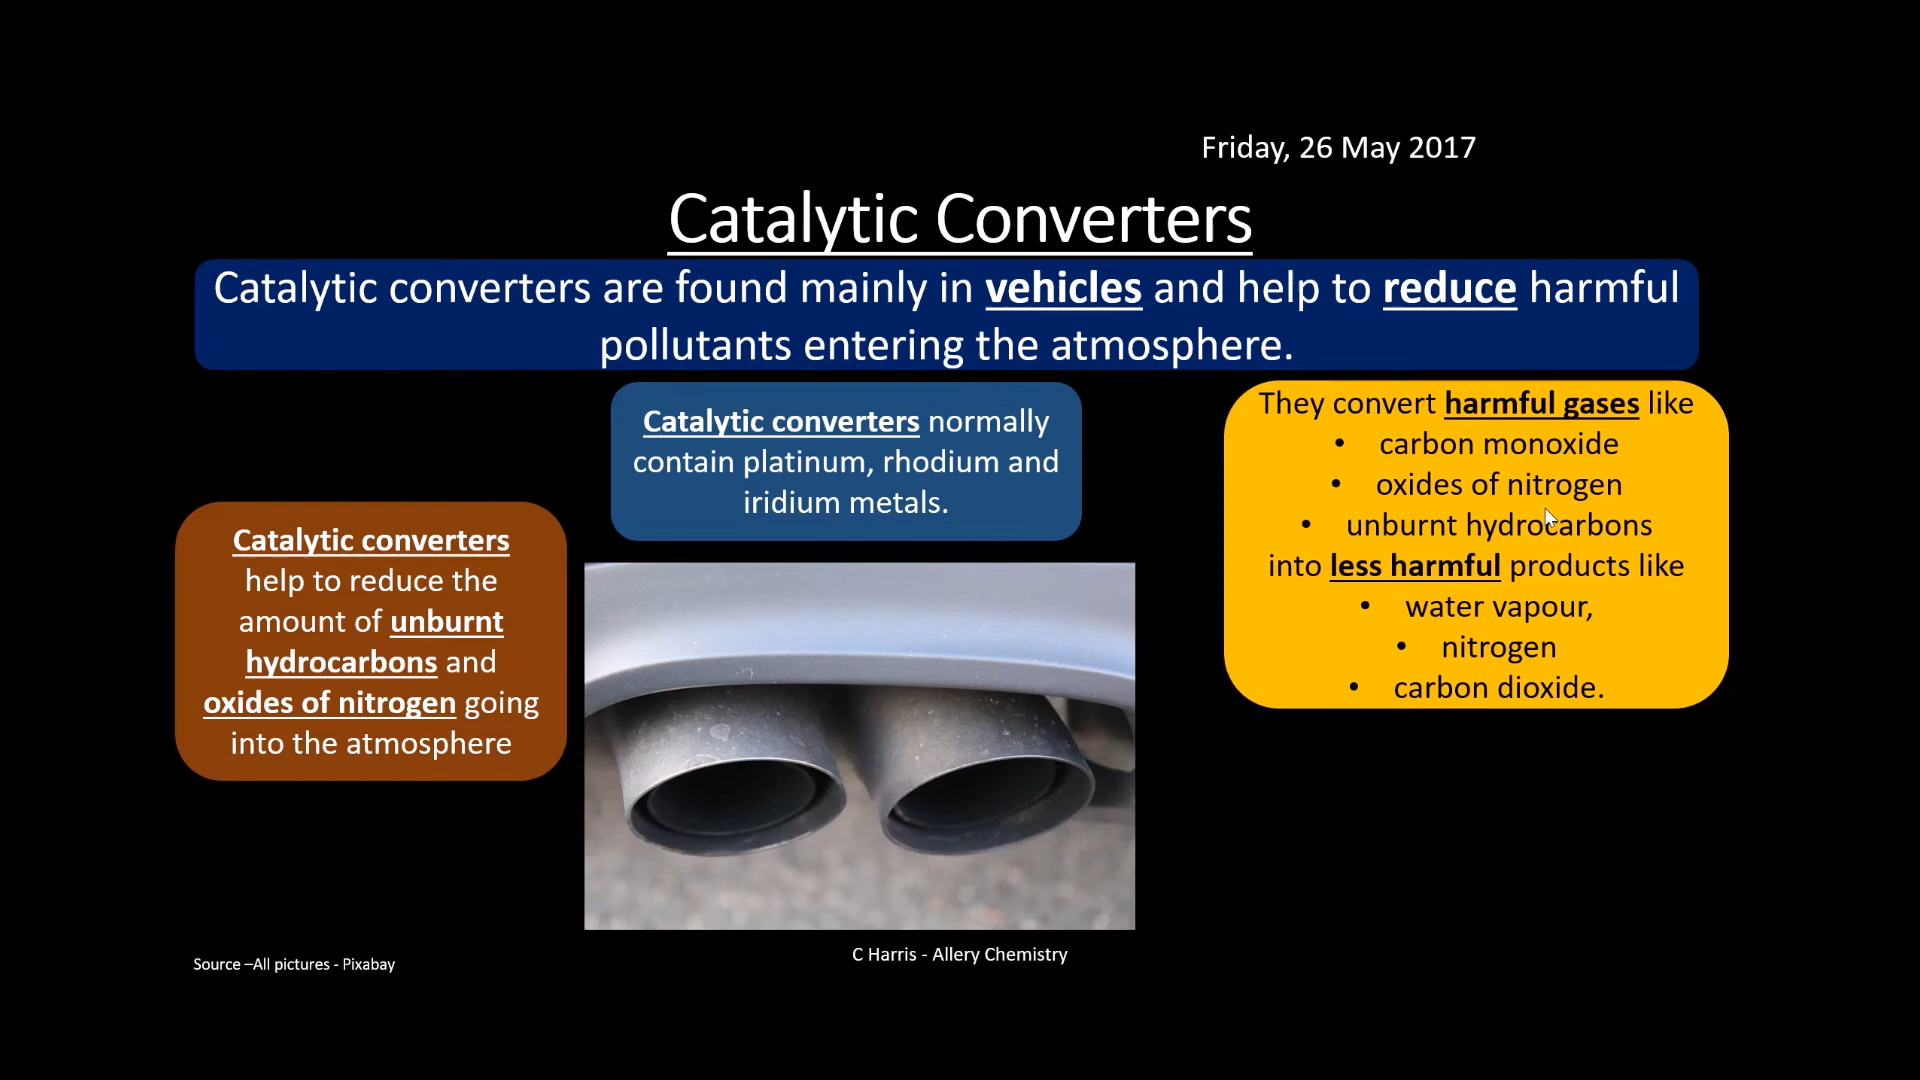 Friday, 26 May 2017
Catalytic Converters
Catalytic converters are found mainly in vehicles and help to reduce harmful
pollutants entering the atmosphere.
Catalytic converters normally
contain platinum, rhodium and
iridium metals.
They convert harmful gases like
• carbon monoxide
• oxides of nitrogen
• unburnt hydrocarbons
into less harmful products like
• water vapour,
• nitrogen
• carbon dioxide.
Catalytic converters
help to reduce the
amount of unburnt
hydrocarbons and
oxides of nitrogen going
into the atmosphere
Source –All pictures - Pixabay
C Harris - Allery Chemistry